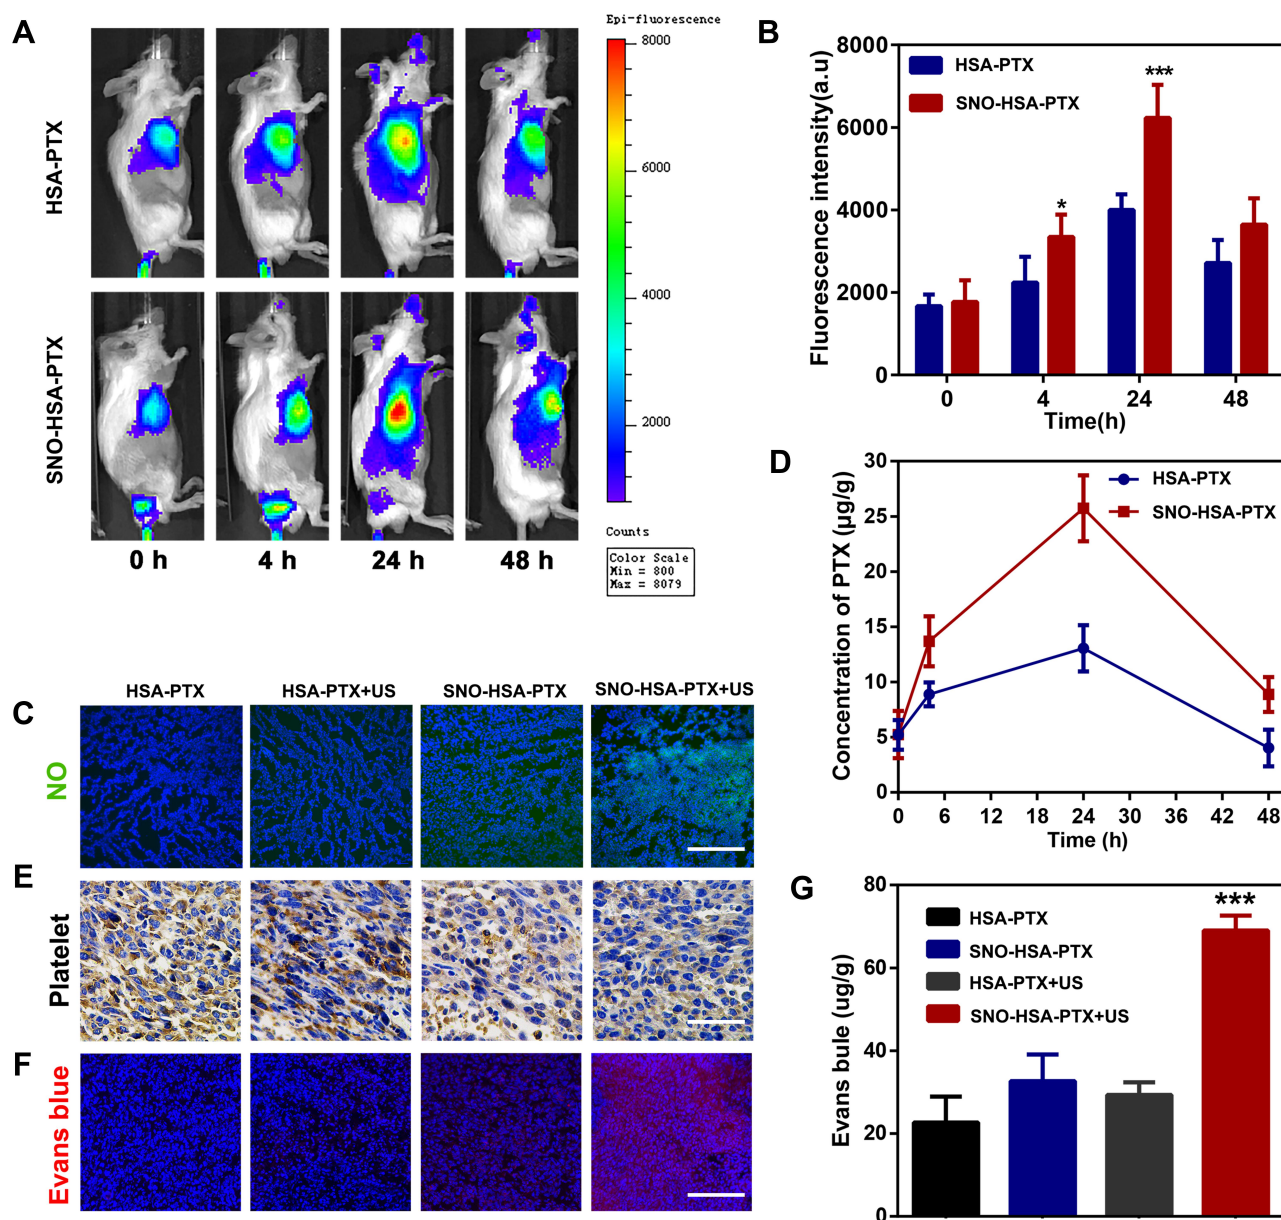 A
HSA-PTX
SNO-HSA-PTX
0 h
4 h
24 h
48 h
Epi-fluorescence
8000
6000
4000
2000
Counts
Color Scale
Min = 800
Max = 8079
B
Fluorescence intensity(a.u)
8000
6000
4000
2000
0
HSA-PTX
SNO-HSA-PTX
*
***
0
4
24
48
Time(h)
C
NO
HSA-PTX
HSA-PTX+US
SNO-HSA-PTX
SNO-HSA-PTX+US
D
Concentration of PTX (μg/g)
30
25
20
15
10
5
0
HSA-PTX
SNO-HSA-PTX
0
6
12
18
24
30
36
42
48
Time (h)
E
Platelet
F
Evans blue
G
Evans bule (ug/g)
80
60
40
20
0
HSA-PTX
SNO-HSA-PTX
HSA-PTX+US
SNO-HSA-PTX+US
***